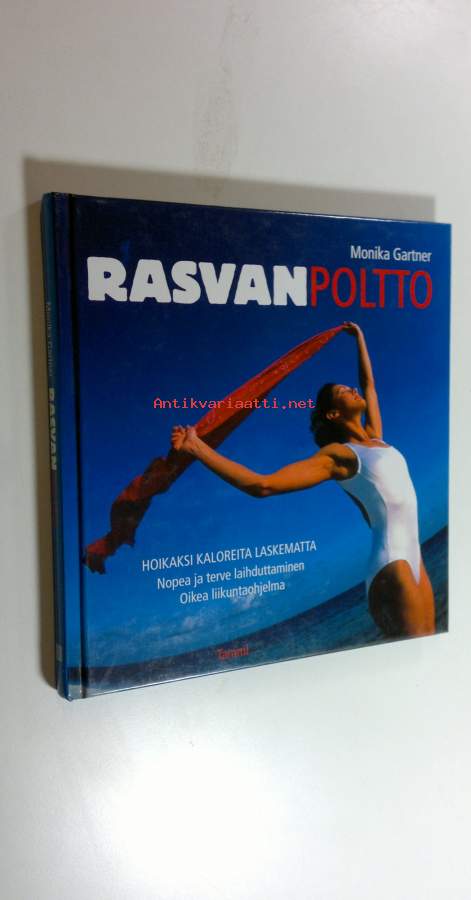 Monika Gartner
RASVANPOLTTO
Antikvariaatti.net
HOIKAKSI KALOREITA LASKEMATTA
Nopea ja terve laihduttaminen
Oikea liikuntaohjelma
Tammi
Monika Gartner RASVAN